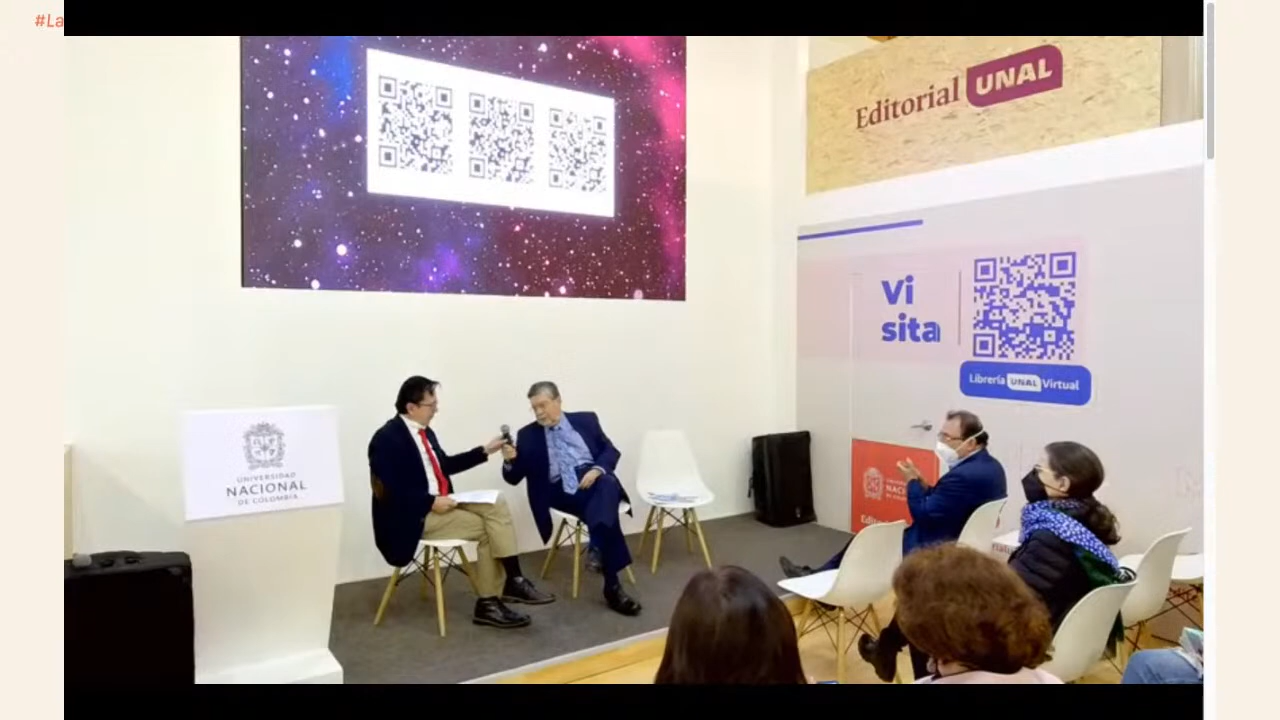 #La
Editorial UNAL
Vi
sita
Librería UNAL Virtual
UNIVERSIDAD
NACIONAL
DE COLOMBIA